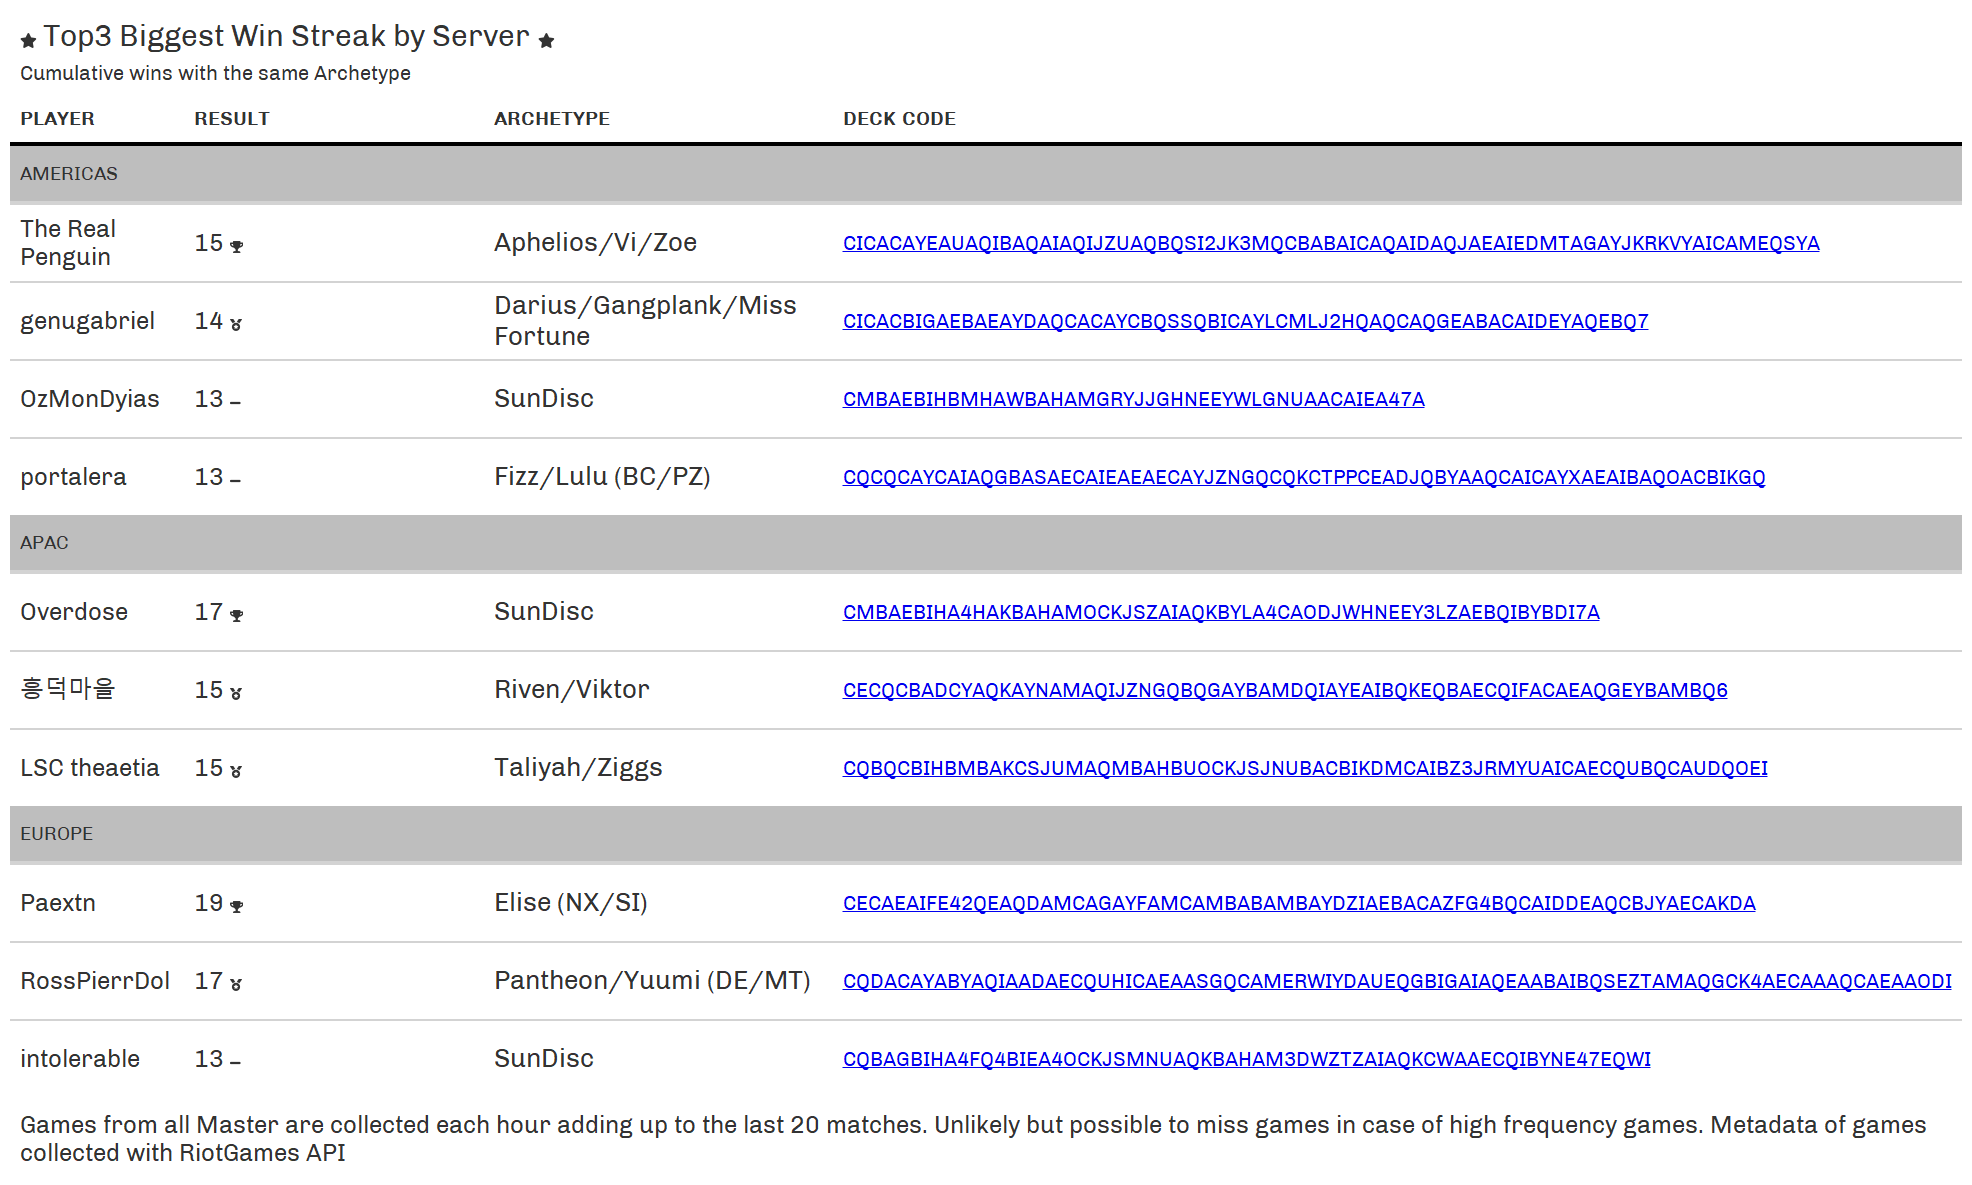 ★ Top3 Biggest Win Streak by Server ★
Cumulative wins with the same Archetype
PLAYER RESULT ARCHETYPE DECK CODE
AMERICAS
The Real Penguin 15 Aphelios/Vi/Zoe CICACAYEAUAQIBAQAIAQIJZUAQBQSI2JK3MQCBABAICAQAIDAQJAEAIEDMTAGAYJKRKVYAICAMEQSYA
genugabriel 14 Darius/Gangplank/Miss Fortune CICACBIGAEBAEAYDAQCACAYCBQSSQBICAYLCMLJ2HQAQCAQGEABACAIDEYAQEBQ7
OzMonDyias 13 – SunDisc CMBAEBIHBMHAWBAHAMGRYJJGHNEEYWLGNUAACAIEA47A
portalera 13 – Fizz/Lulu (BC/PZ) CQCQCAYCAIAQGBASAECAIEAEAECAYJZNGQCQKCTPPCEADJQBYAAQCAICAYXAEAIBAQOACBIKGQ
APAC
Overdose 17 SunDisc CMBAEBIHA4HAKBAHAMOCKJSZAIAQKBYLA4CAODJWHNEEY3LZAEBQIBYBDI7A
흥덕마을 15 Riven/Viktor CECQCBADCYAQKAYNAMAQIJZNGQBQGAYBAMDQIAYEAIBQKEQBAECQIFACAEAQGEYBAMBQ6
LSC theaetia 15 Taliyah/Ziggs CQBQCBIHBMBAKCSJUMAQMBAHBUOCKJSJNUBACBIKDMCAIBZ3JRMYUAICAECQUBQCAUDQOEI
EUROPE
Paextn 19 Elise (NX/SI) CECAEAIFE42QEAQDAMCAGAYFAMCAMBABAMBAYDZIAEBACAZFG4BQCAIDDEAQCBJYAECAKDA
RossPierrDol 17 Pantheon/Yuumi (DE/MT) CQDACAYABYAQIAADAECQUHICAEAASGQCAMERWIYDAUEQGBIGAIAQEAABAIBQSEZTAMAQGCK4AECAAAQCAEAAODI
intolerable 13 – SunDisc CQBAGBIHA4FQ4BIEA4OCKJSMNUAQKBAHAM3DWZTZAIAQKCWAAECQIBYNE47EQWI
Games from all Master are collected each hour adding up to the last 20 matches. Unlikely but possible to miss games in case of high frequency games. Metadata of games
collected with RiotGames API